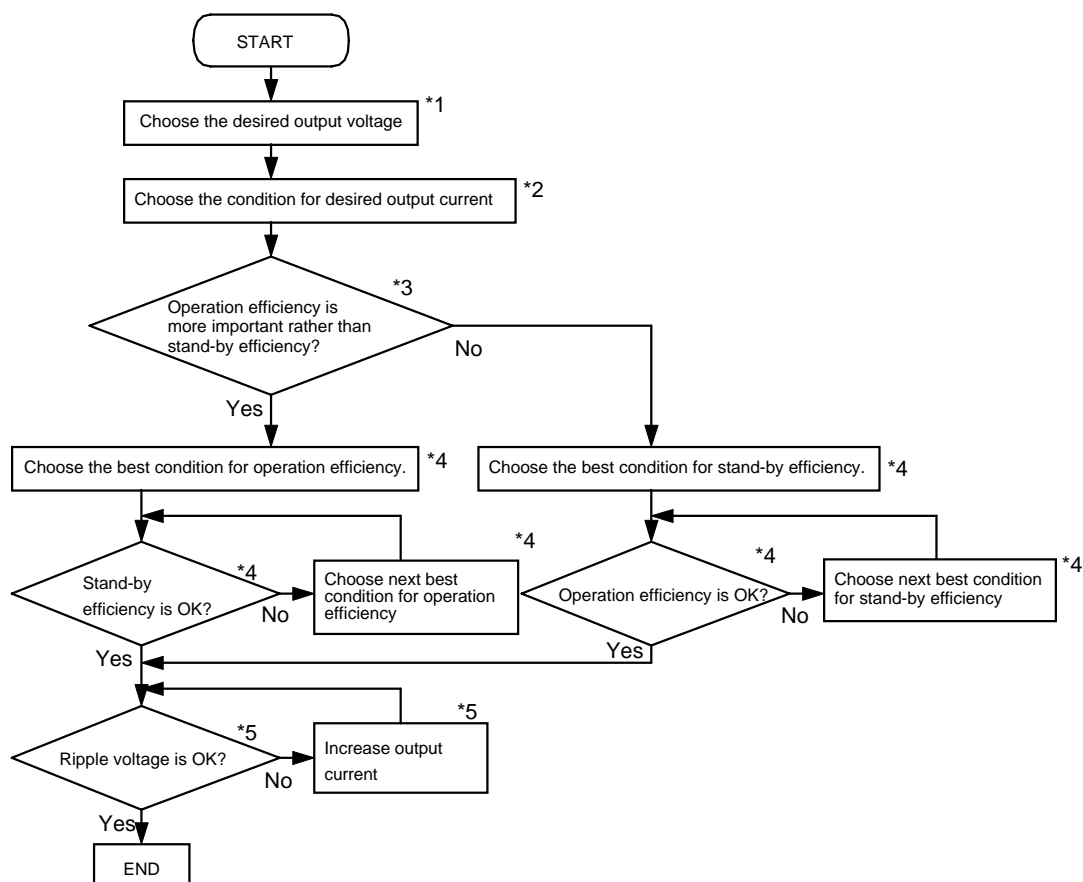 START
*1
Choose the desired output voltage
*2
Choose the condition for desired output current
*3
Operation efficiency is
more important rather than
stand-by efficiency?
No
Yes
Choose the best condition for operation efficiency.
*4
Choose the best condition for stand-by efficiency.
*4
Stand-by
efficiency is OK?
*4
No
Yes
*4
Choose next best
condition for operation
efficiency
Operation efficiency is OK?
*4
No
Yes
*4
Choose next best condition
for stand-by efficiency
Ripple voltage is OK?
*5
No
Yes
*5
Increase output
current
END